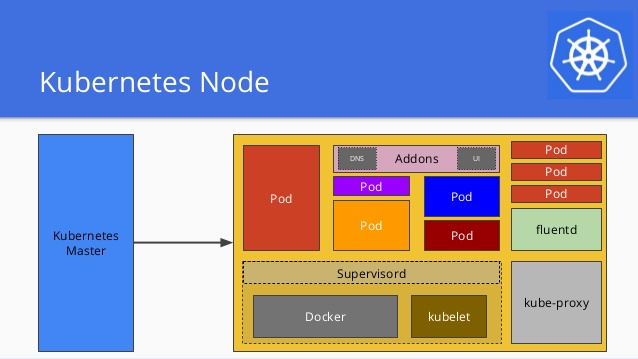 Kubernetes Node
Kubernetes
Master
Pod
DNS
Addons
UI
Pod
Pod
Pod
Pod
Pod
Pod
Pod
fluentd
Supervisord
Docker
kubelet
kube-proxy